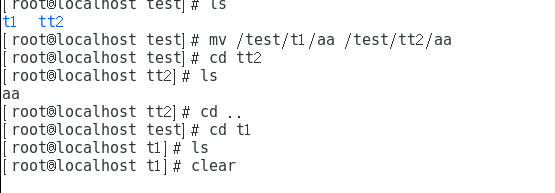 [root@localhost test]# ls
t1  tt2
[root@localhost test]# mv /test/t1/aa /test/tt2/aa
[root@localhost test]# cd tt2
[root@localhost tt2]# ls
aa
[root@localhost tt2]# cd ..
[root@localhost test]# cd t1
[root@localhost t1]# ls
[root@localhost t1]# clear